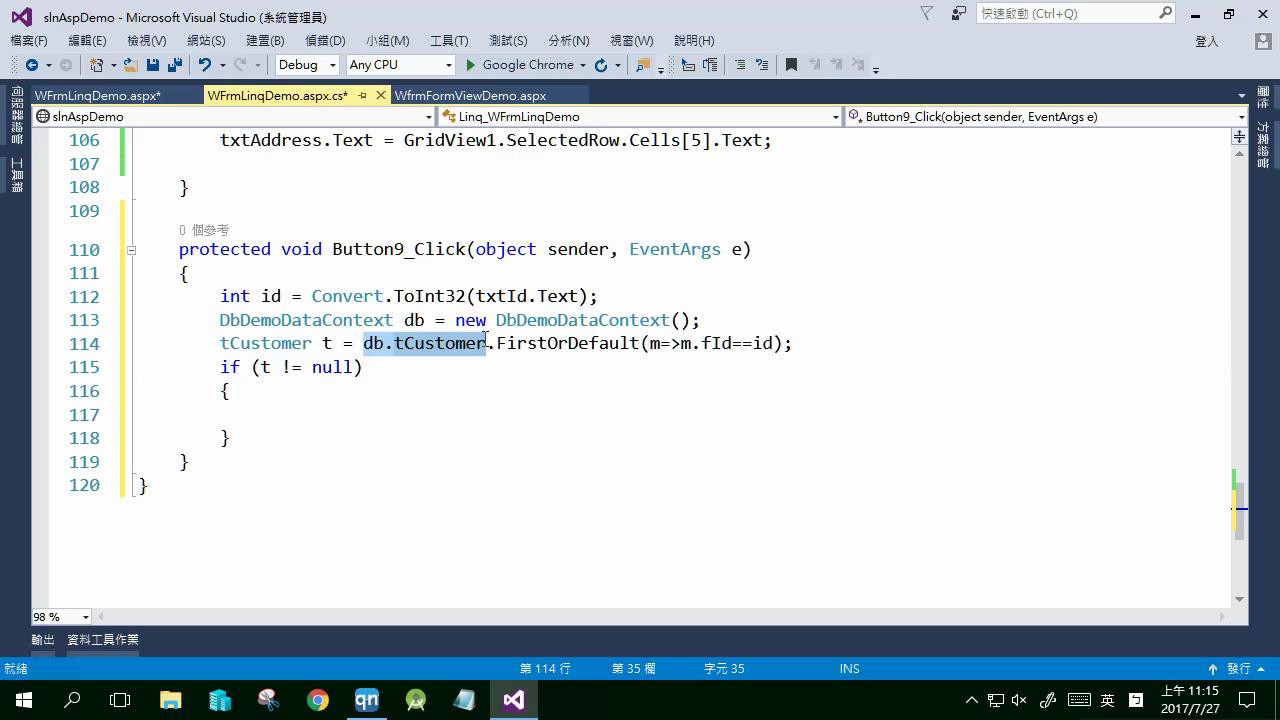 slnAspDemo - Microsoft Visual Studio (系統管理員)
快速啟動 (Ctrl+Q)
檔案(F) 編輯(E) 檢視(V) 網站(S) 建置(B) 偵錯(D) 小組(M) 工具(T) 測試(S) 分析(N) 視窗(W) 說明(H) 登入
Debug Any CPU Google Chrome
WFrmLinqDemo.aspx* WFrmLinqDemo.aspx.cs* WfrmFormViewDemo.aspx
slnAspDemo Linq_WFrmLinqDemo Button9_Click(object sender, EventArgs e)
伺服器總管
工具箱
屬性
方案總管
106 txtAddress.Text = GridView1.SelectedRow.Cells[5].Text;
107
108 }
109
0 個參考
110 protected void Button9_Click(object sender, EventArgs e)
111 {
112 int id = Convert.ToInt32(txtId.Text);
113 DbDemoDataContext db = new DbDemoDataContext();
114 tCustomer t = db.tCustomer.FirstOrDefault(m=>m.fId==id);
115 if (t != null)
116 {
117
118 }
119 }
120 }
98 %
輸出 資料工具作業
就緒 第 114 行 第 35 欄 字元 35 INS 發行
qn 英 上午 11:15
2017/7/27